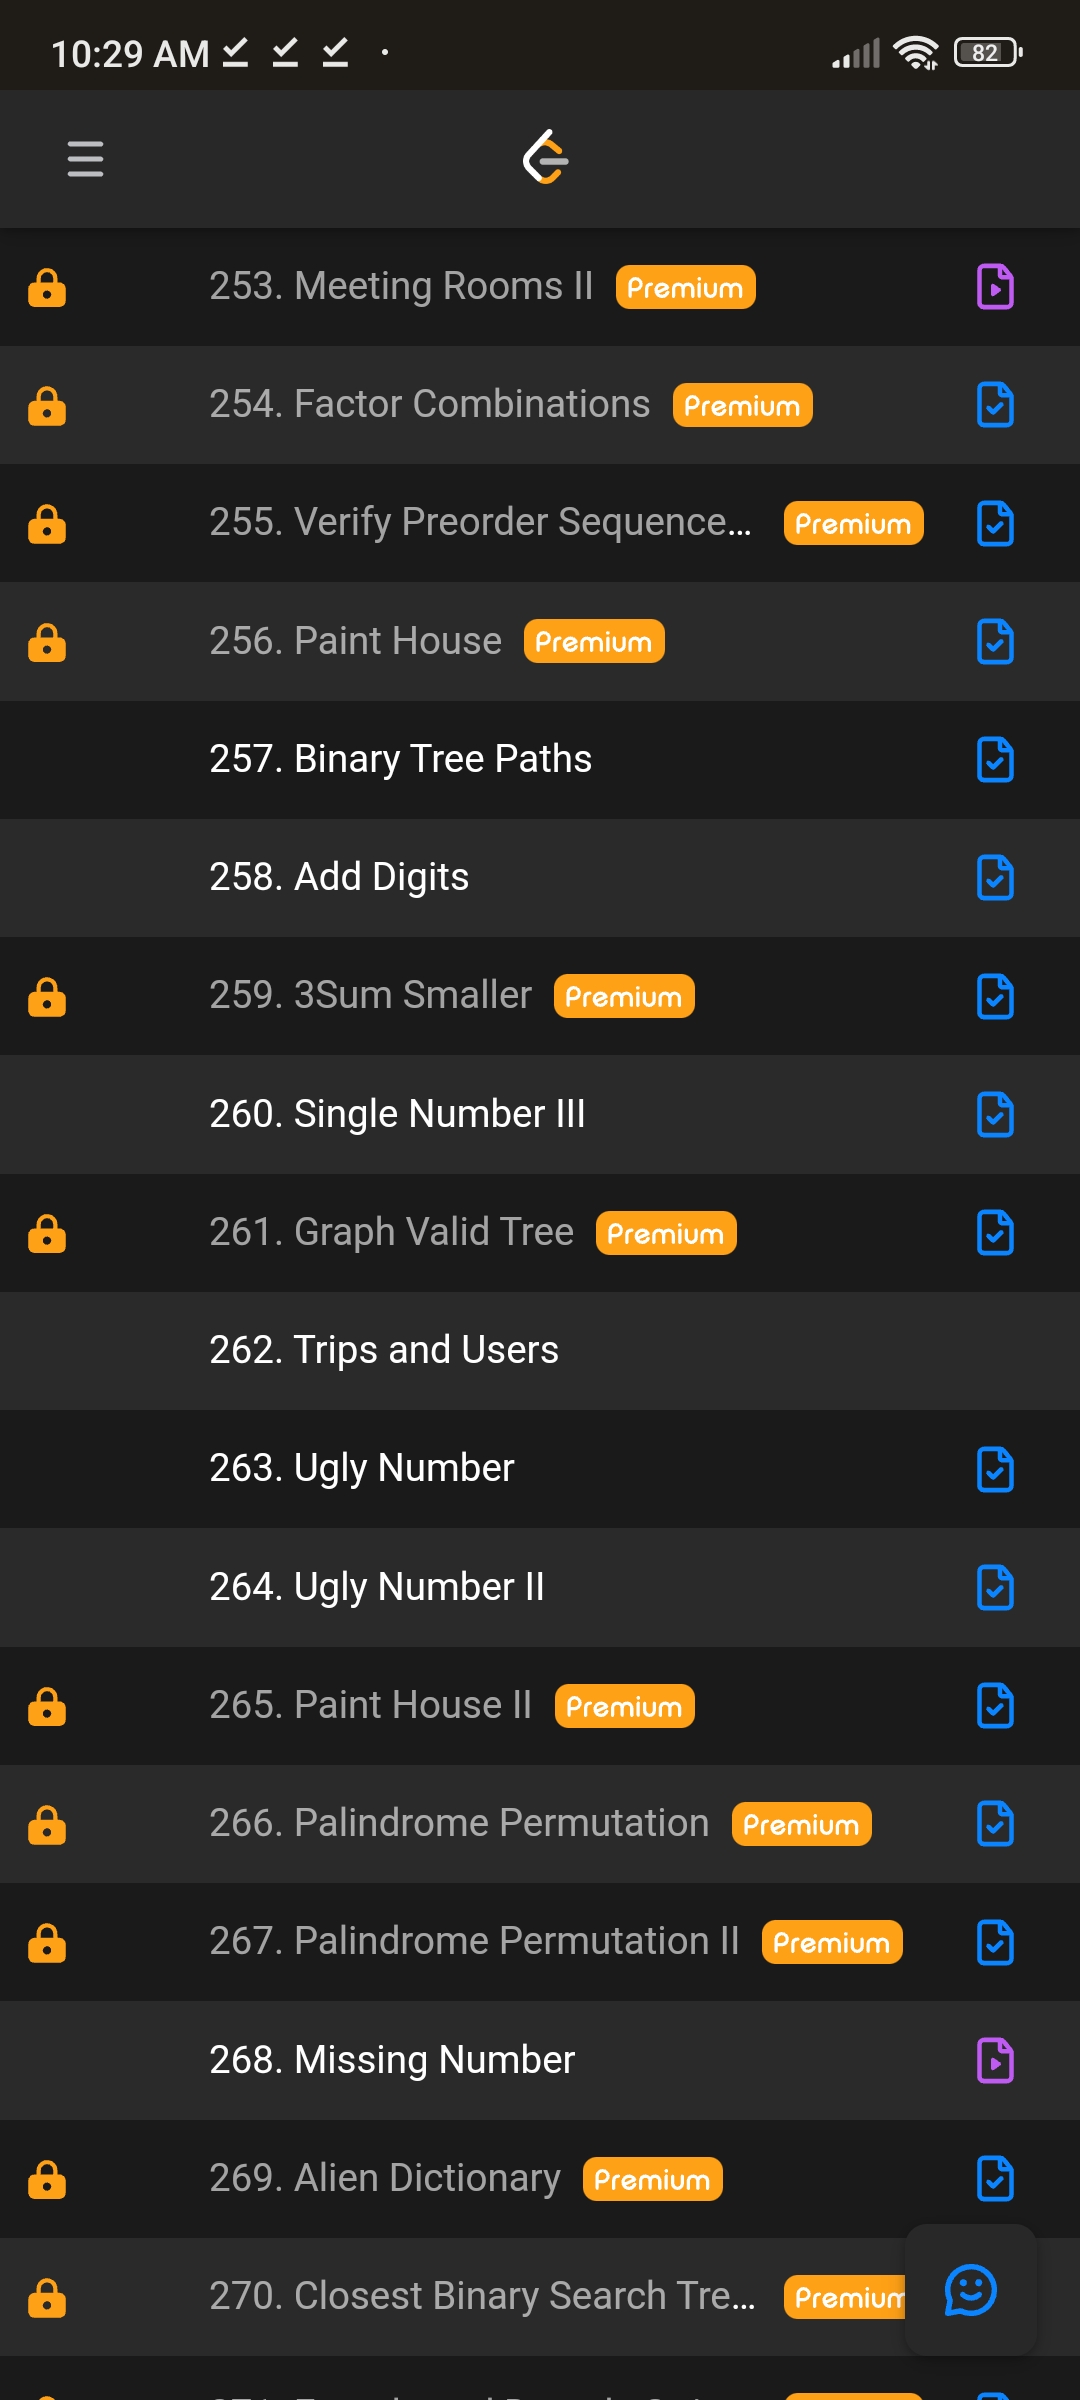 10:29 AM
82
253. Meeting Rooms II Premium
254. Factor Combinations Premium
255. Verify Preorder Sequence... Premium
256. Paint House Premium
257. Binary Tree Paths
258. Add Digits
259. 3Sum Smaller Premium
260. Single Number III
261. Graph Valid Tree Premium
262. Trips and Users
263. Ugly Number
264. Ugly Number II
265. Paint House II Premium
266. Palindrome Permutation Premium
267. Palindrome Permutation II Premium
268. Missing Number
269. Alien Dictionary Premium
270. Closest Binary Search Tre... Premium